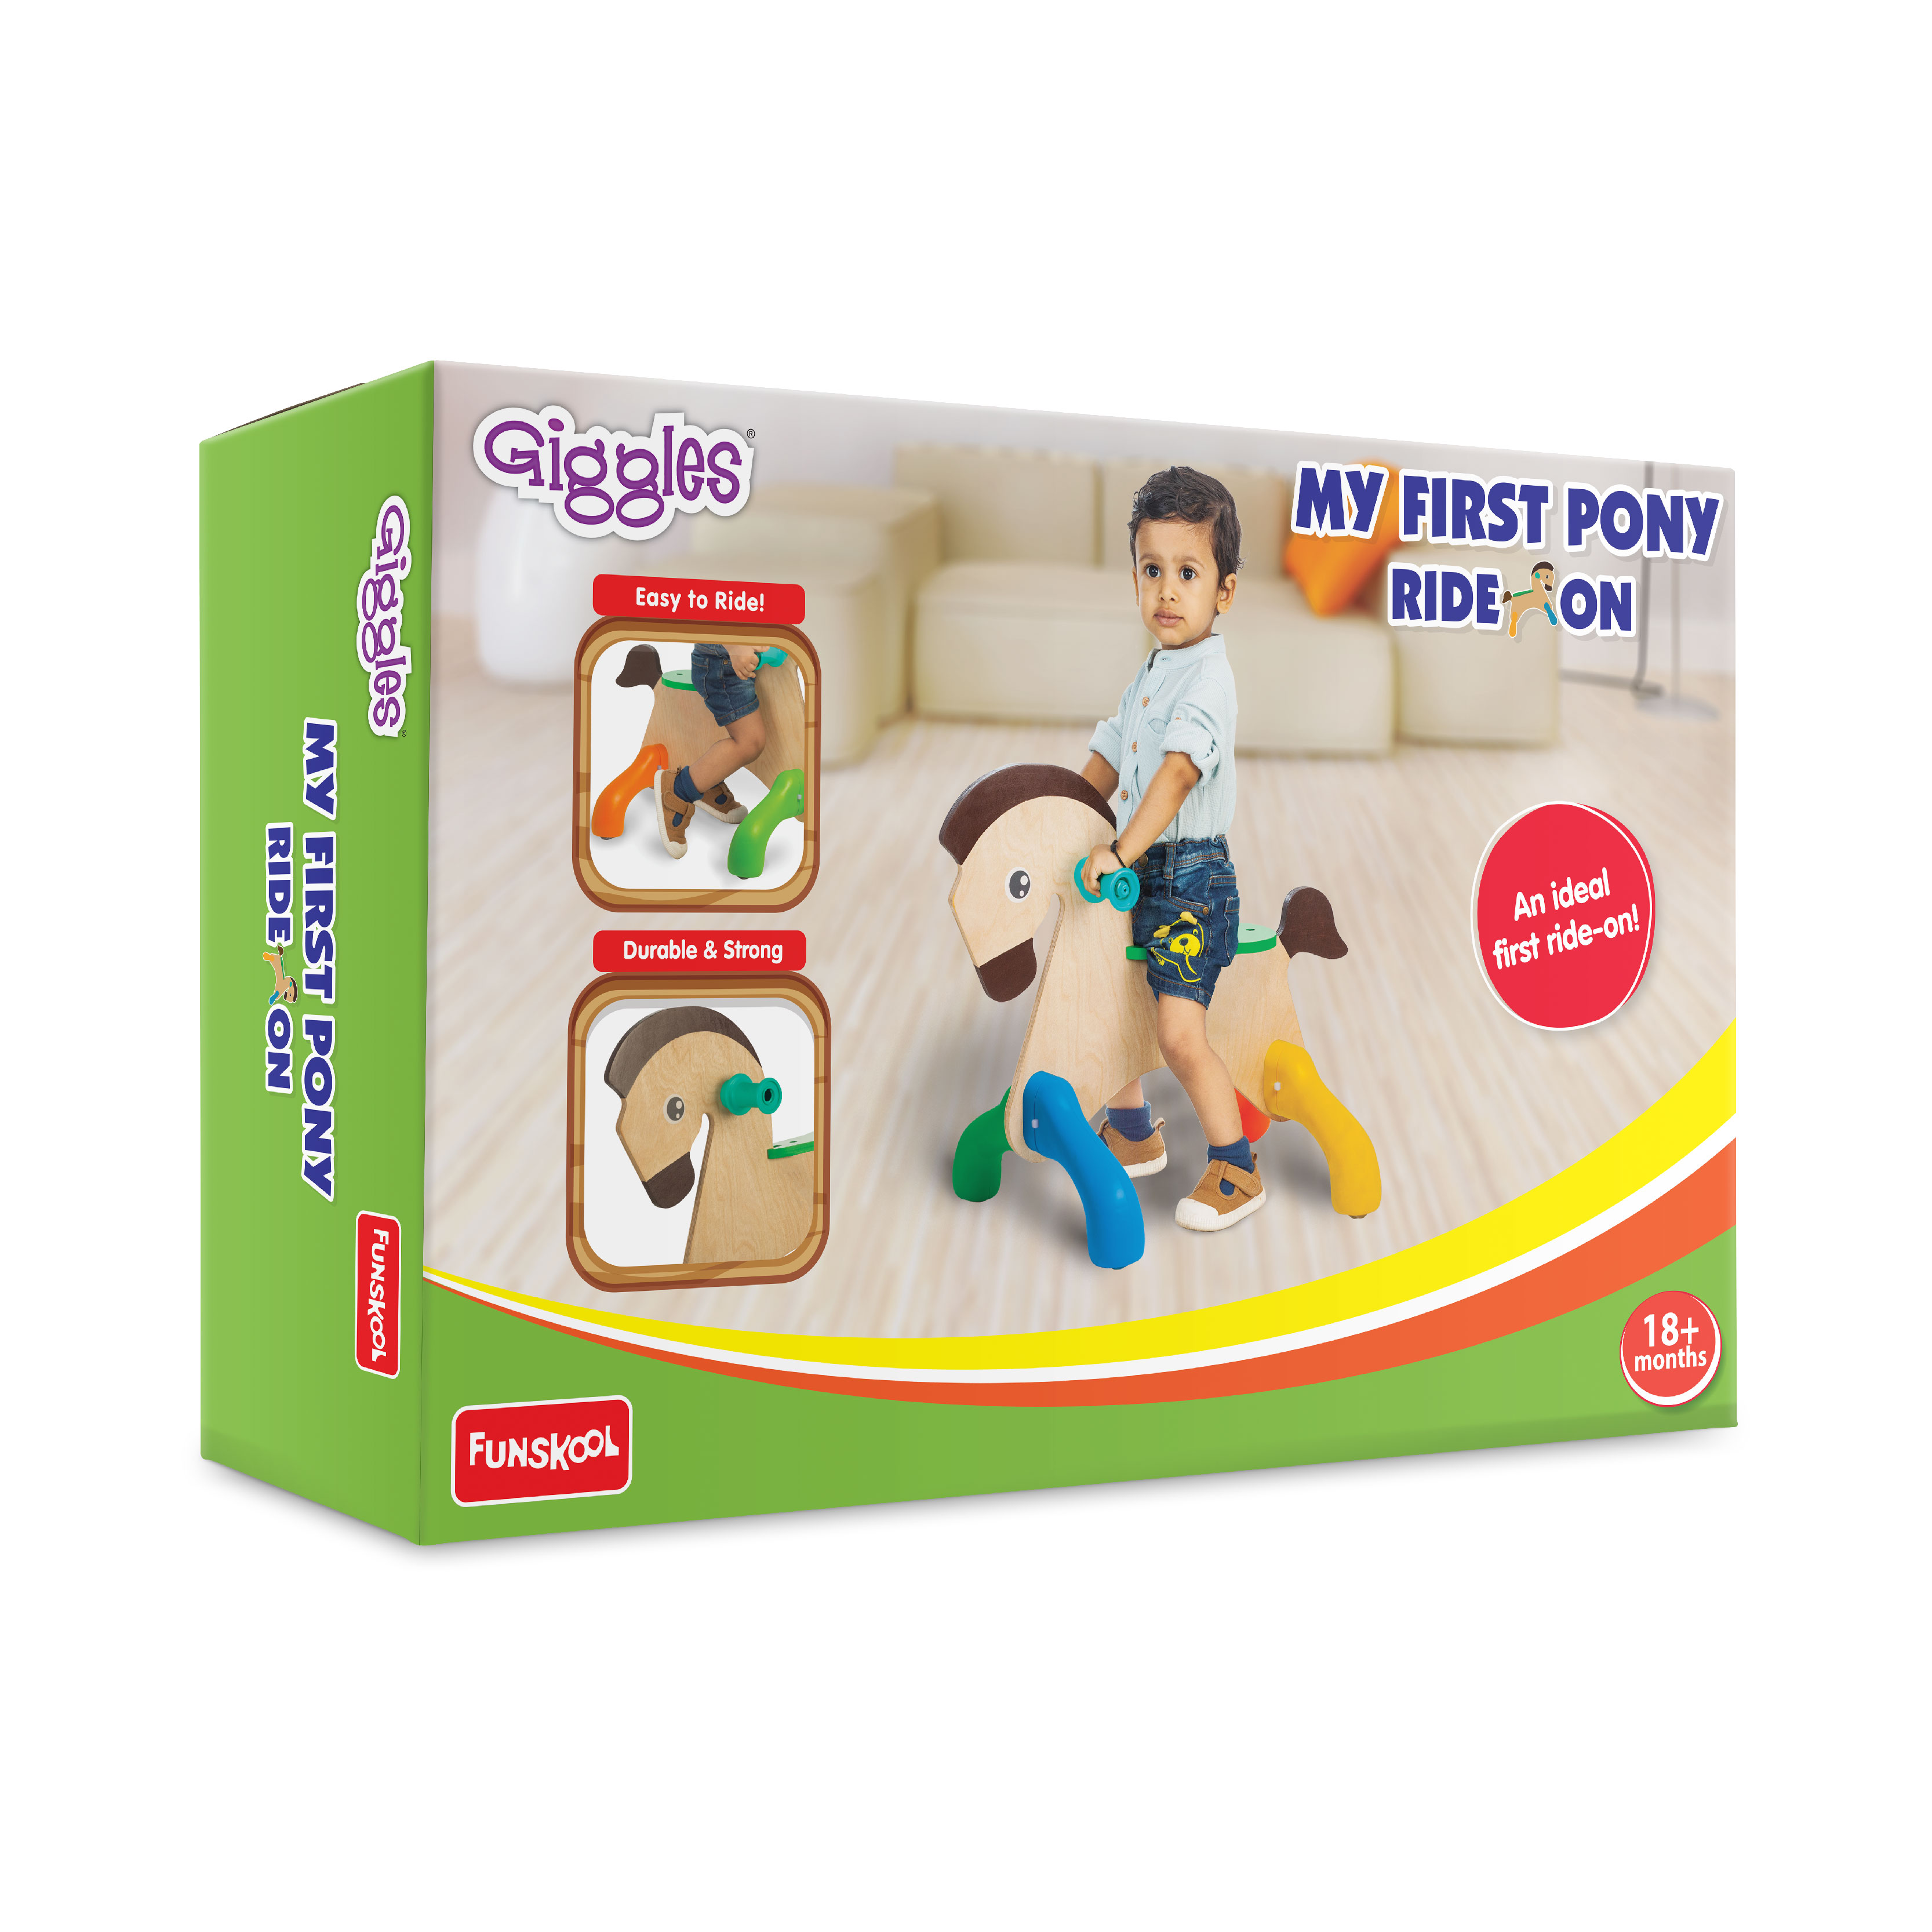 Giggles®
MY FIRST PONY
RIDE ON
Easy to Ride!
Durable & Strong
An ideal
first ride-on!
18+
months
FUNSKOOL
Giggles®
MY FIRST PONY
RIDE ON
FUNSKOOL